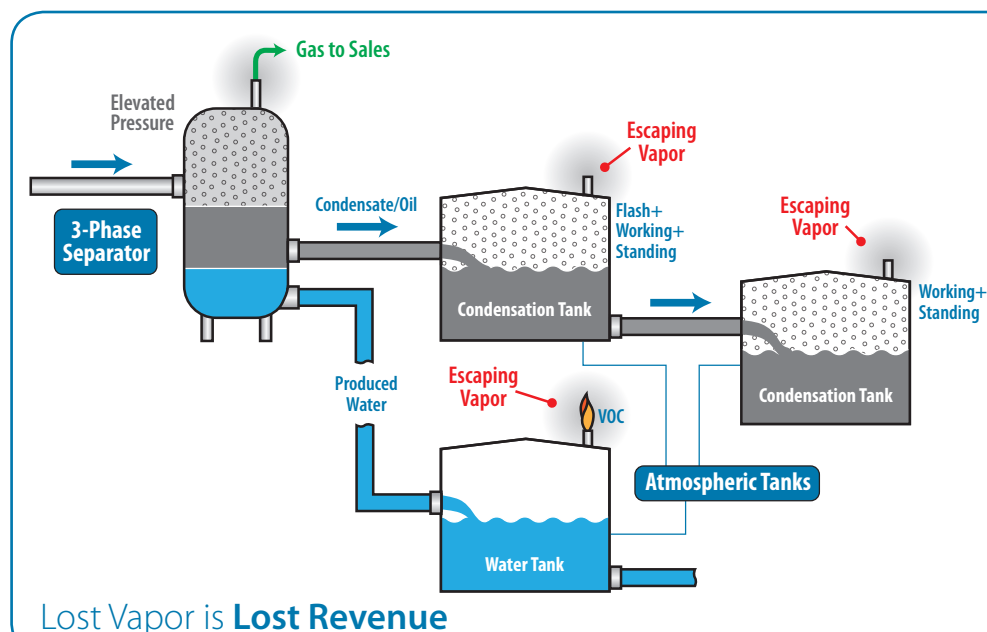 Gas to Sales
Elevated
Pressure
3-Phase
Separator
Condensate/Oil
Escaping
Vapor
Flash+
Working+
Standing
Condensation Tank
Escaping
Vapor
Working+
Standing
Condensation Tank
Produced
Water
Escaping
Vapor
VOC
Water Tank
Atmospheric Tanks
Lost Vapor is Lost Revenue